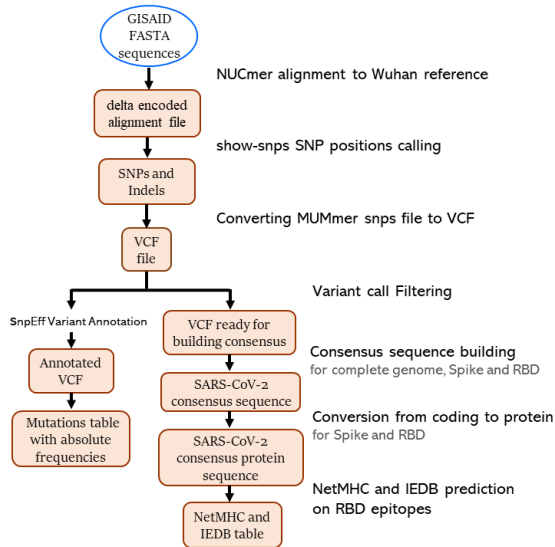 GISAID
FASTA
sequences
NUCmer alignment to Wuhan reference
delta encoded
alignment file
show-snps SNP positions calling
SNPs and
Indels
Converting MUMmer snps file to VCF
VCF
file
Variant call Filtering
SnpEff Variant Annotation
VCF ready for
building consensus
Consensus sequence building
for complete genome, Spike and RBD
Annotated
VCF
SARS-CoV-2
consensus sequence
Conversion from coding to protein
for Spike and RBD
Mutations table
with absolute
frequencies
SARS-CoV-2
consensus protein
sequence
NetMHC and IEDB prediction
on RBD epitopes
NetMHC and
IEDB table